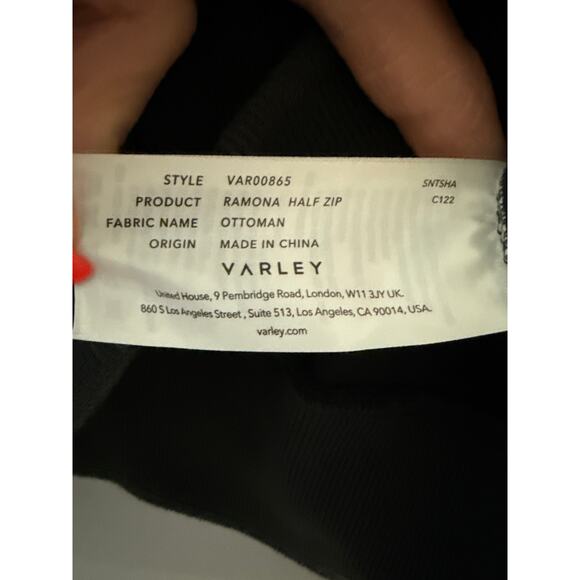 STYLE VAR00865 SNTSHA
PRODUCT RAMONA HALF ZIP C122
FABRIC NAME OTTOMAN
ORIGIN MADE IN CHINA
VARLEY
United House, 9 Pembridge Road, London, W11 3JY UK.
860 S Los Angeles Street, Suite 513, Los Angeles, CA 90014, USA.
varley.com